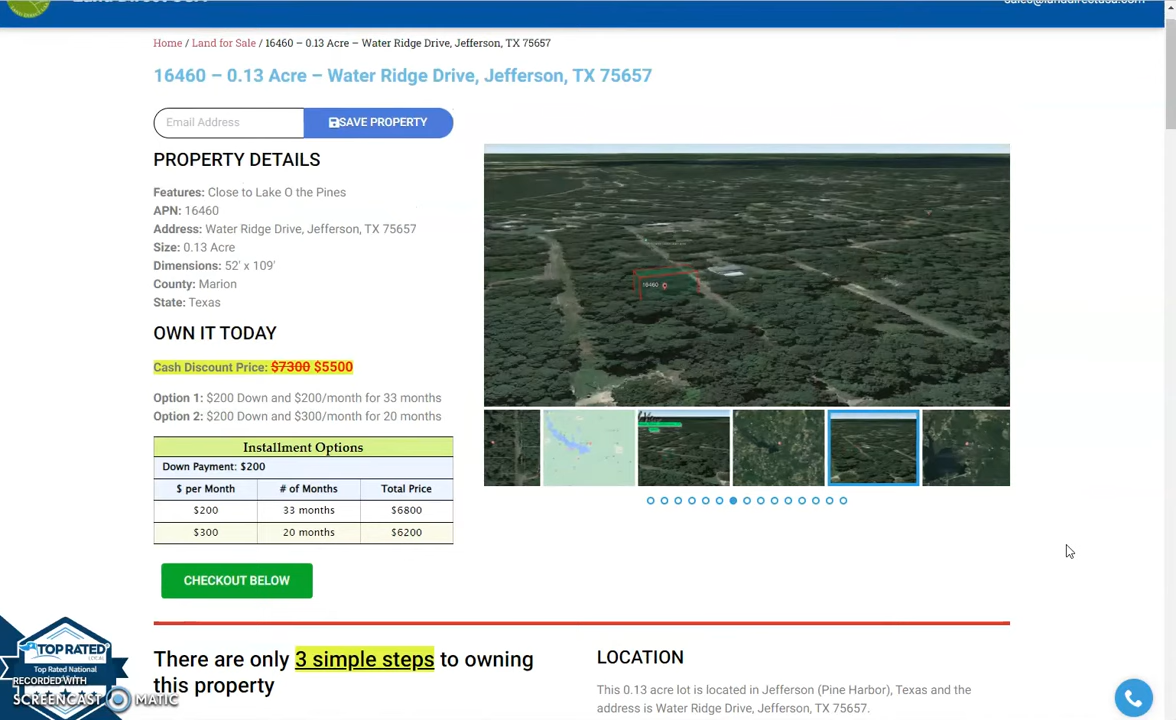 Home / Land for Sale / 16460 – 0.13 Acre – Water Ridge Drive, Jefferson, TX 75657
16460 – 0.13 Acre – Water Ridge Drive, Jefferson, TX 75657
Email Address
SAVE PROPERTY
PROPERTY DETAILS
Features: Close to Lake O the Pines
APN: 16460
Address: Water Ridge Drive, Jefferson, TX 75657
Size: 0.13 Acre
Dimensions: 52' x 109'
County: Marion
State: Texas
16460
OWN IT TODAY
Cash Discount Price: $7300 $5500
Option 1: $200 Down and $200/month for 33 months
Option 2: $200 Down and $300/month for 20 months
Installment Options
Down Payment: $200
$ per Month # of Months Total Price
$200 33 months $6800
$300 20 months $6200
CHECKOUT BELOW
There are only 3 simple steps to owning
this property
LOCATION
This 0.13 acre lot is located in Jefferson (Pine Harbor), Texas and the
address is Water Ridge Drive, Jefferson, TX 75657.
TOP RATED
LOCAL
Top Rated National
RECORDED WITH
SCREENCAST MATIC